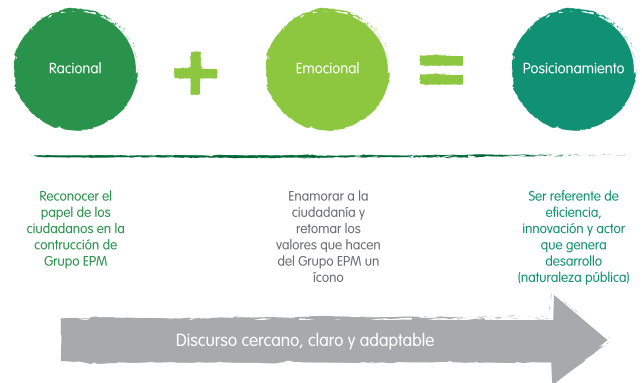 Racional
Emocional
Posicionamiento
Reconocer el
papel de los
ciudadanos en la
contrucción de
Grupo EPM
Enamorar a la
ciudadanía y
retomar los
valores que hacen
del Grupo EPM un
ícono
Ser referente de
eficiencia,
innovación y actor
que genera
desarrollo
(naturaleza pública)
Discurso cercano, claro y adaptable